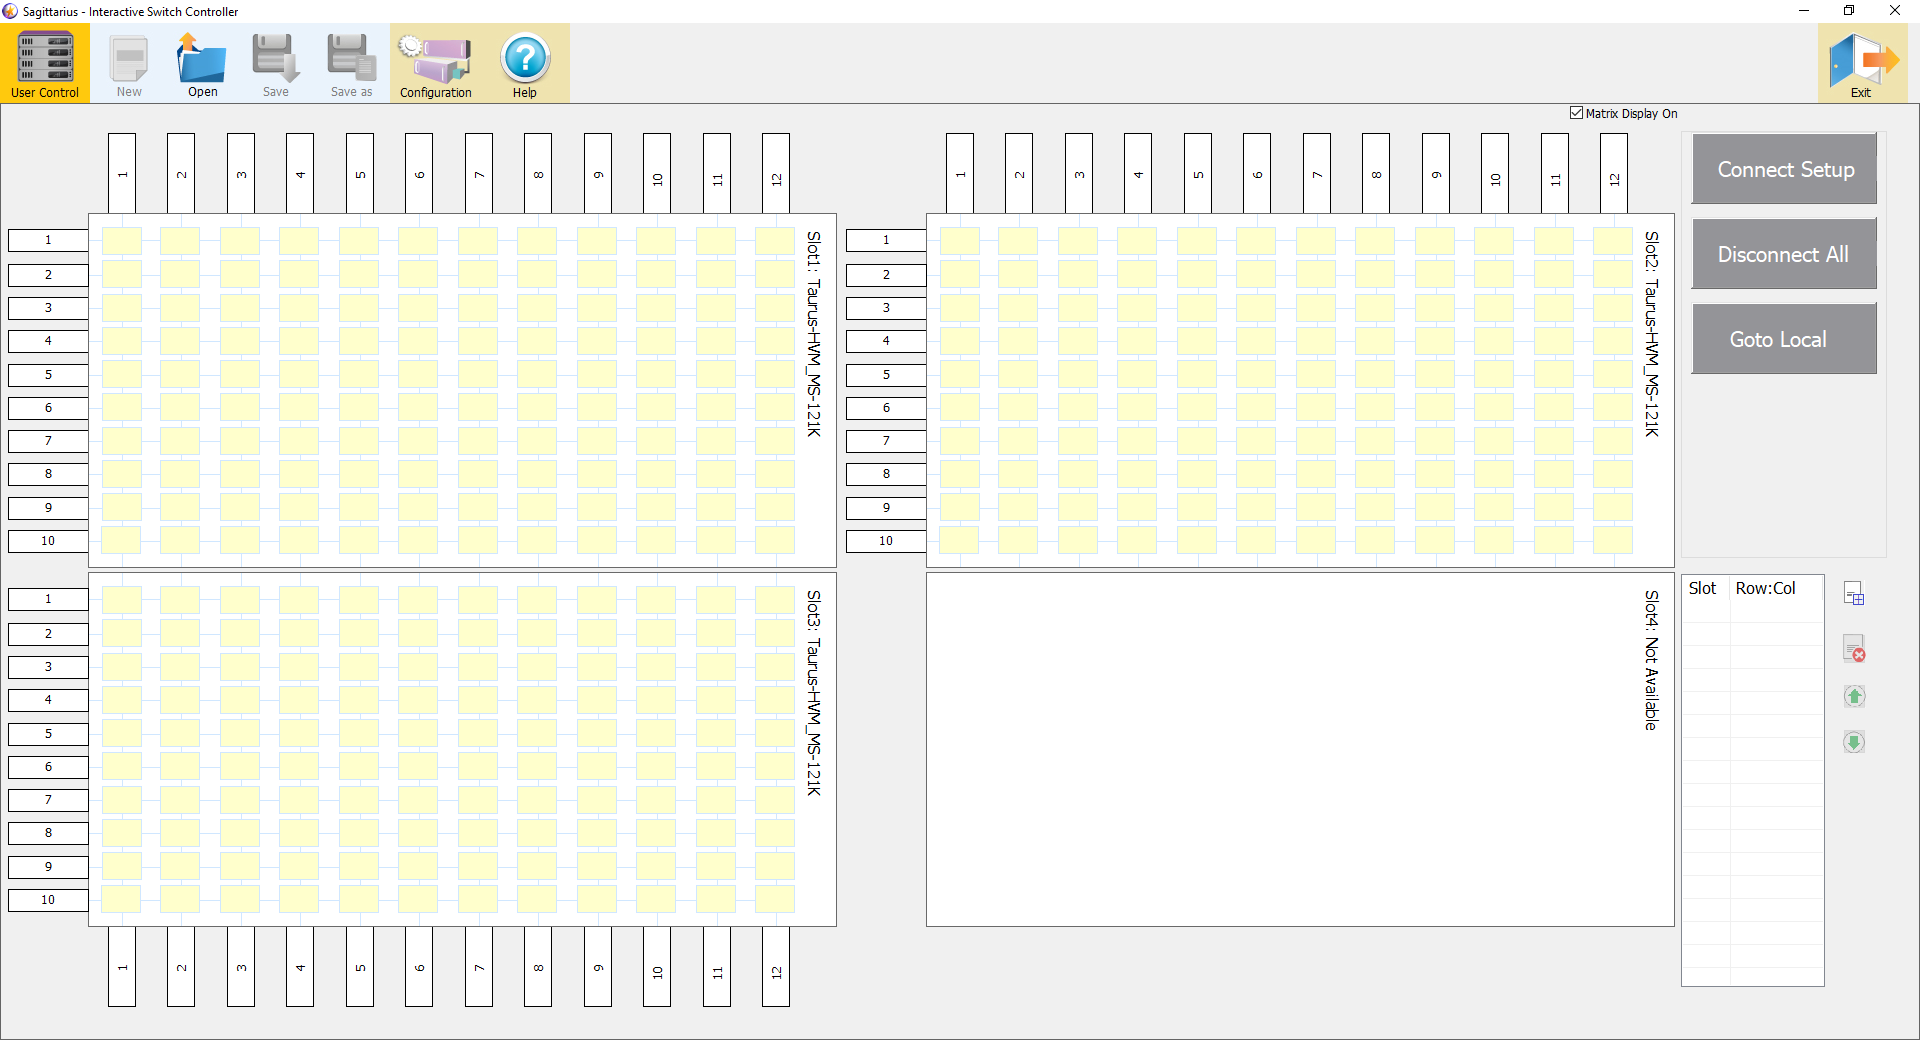 Sagittarius - Interactive Switch Controller
User Control
New
Open
Save
Save as
Configuration
Help
Exit
Matrix Display On
1 2 3 4 5 6 7 8 9 10 11 12
1
2
3
4
5
6
7
8
9
10
Slot1: Taurus-HVM_MS-121K
1 2 3 4 5 6 7 8 9 10 11 12
1
2
3
4
5
6
7
8
9
10
Slot2: Taurus-HVM_MS-121K
Connect Setup
Disconnect All
Goto Local
1
2
3
4
5
6
7
8
9
10
Slot3: Taurus-HVM_MS-121K
1 2 3 4 5 6 7 8 9 10 11 12
Slot4: Not Available
Slot Row:Col